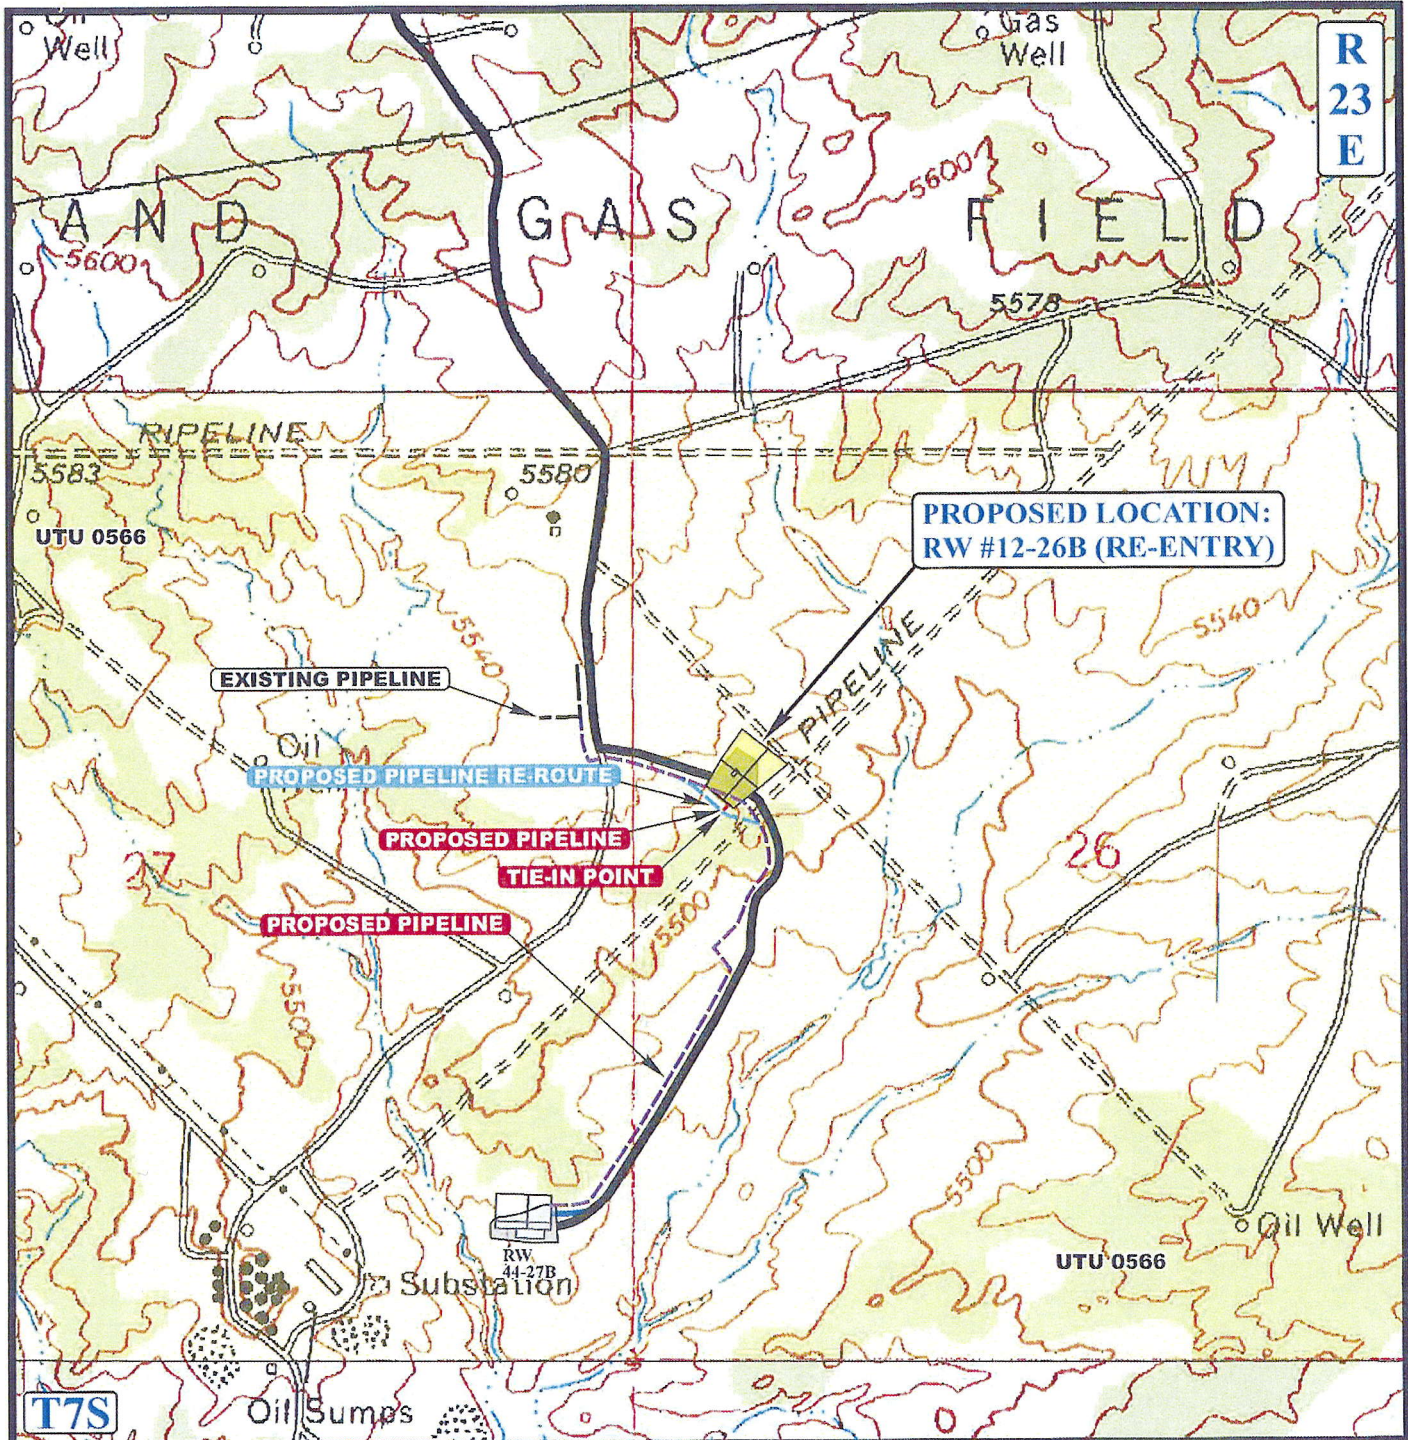 Well
Gas
Well
R
23
E
5600
AND GAS FIELD
5600
5578
PIPELINE
5583
5580
UTU 0566
PROPOSED LOCATION:
RW #12-26B (RE-ENTRY)
5540
5540
PIPELINE
EXISTING PIPELINE
Oil
PROPOSED PIPELINE RE-ROUTE
PROPOSED PIPELINE
26
27
TIE-IN POINT
5500
PROPOSED PIPELINE
5500
5500
Oil Well
UTU 0566
RW
44-27B
Substation
T7S
Oil Sumps